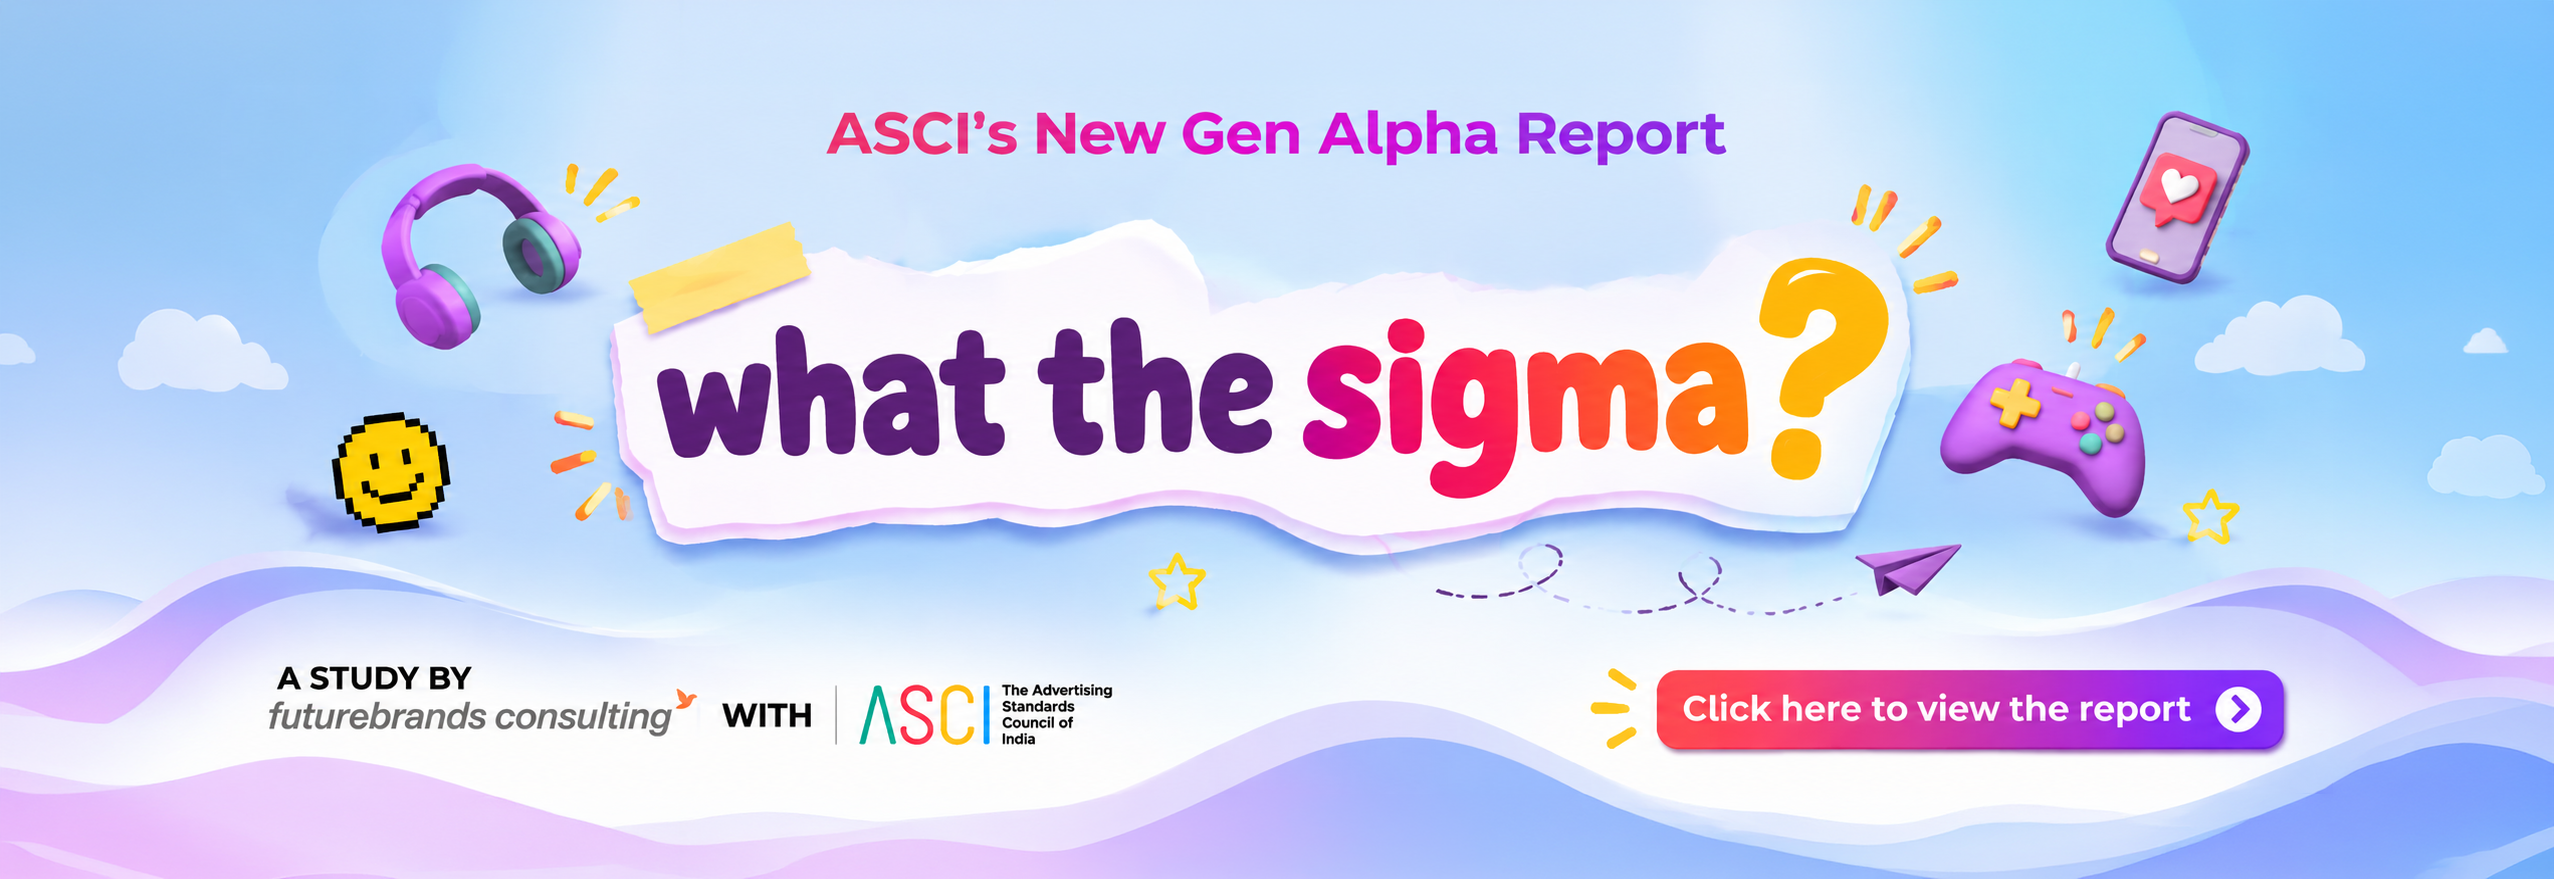 ASCI's New Gen Alpha Report
what the sigma?
A STUDY BY
futurebrands consulting
WITH
ASCI
The Advertising
Standards
Council of
India
Click here to view the report